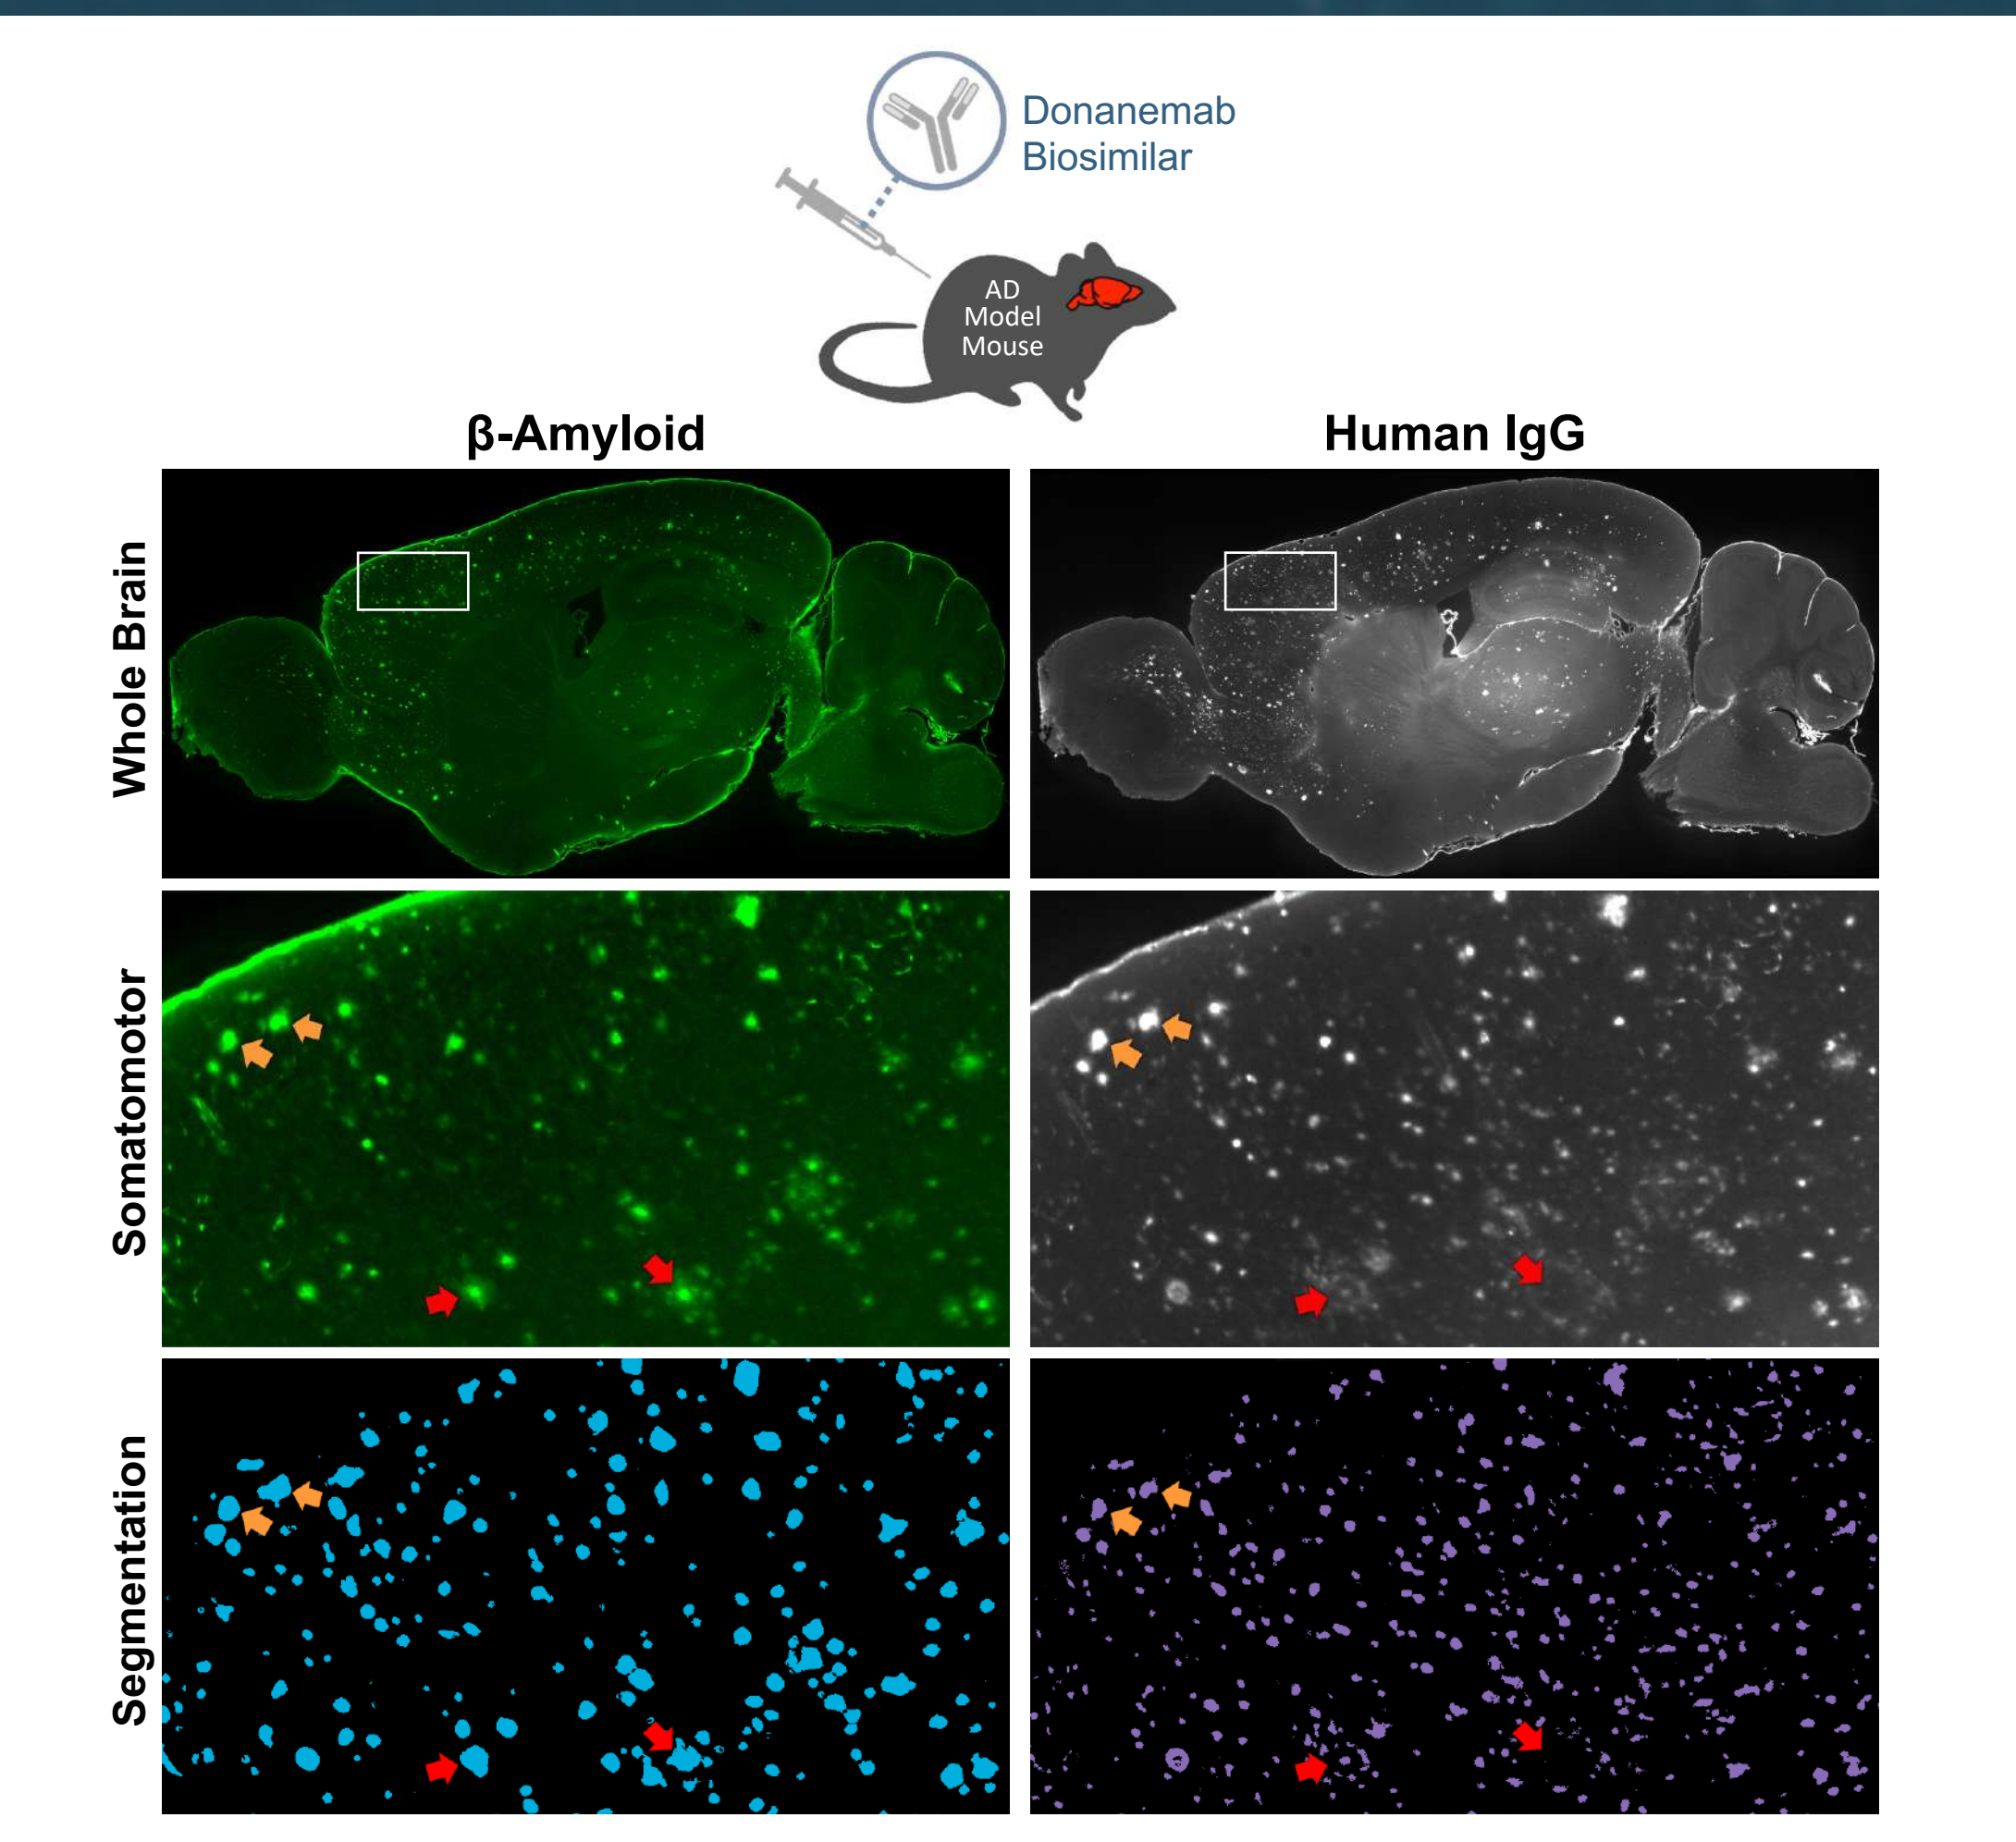 Donanemab
Biosimilar
AD
Model
Mouse
β-Amyloid
Human IgG
Whole Brain
Somatomotor
Segmentation